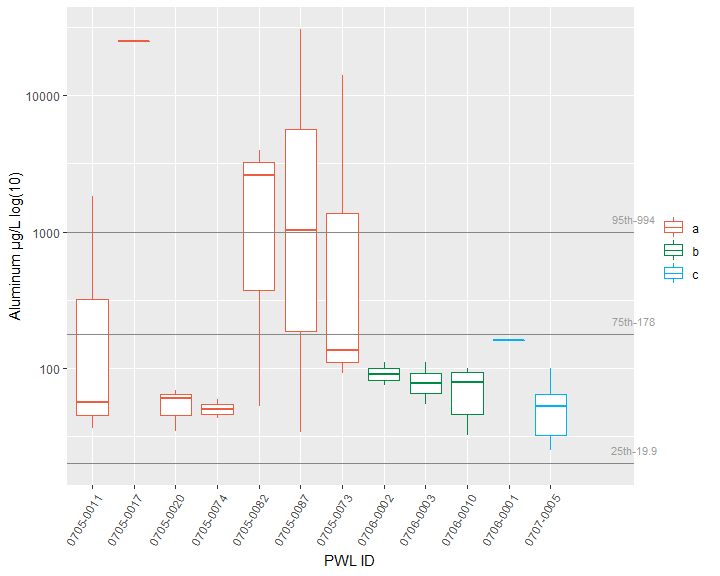 Aluminum µg/L log(10)
10000
1000
100
95th-994
75th-178
25th-19.9
a
b
c
0705-0011
0705-0017
0705-0020
0705-0074
0705-0082
0705-0087
0705-0073
0706-0002
0706-0003
0706-0010
0706-0001
0707-0005
PWL ID